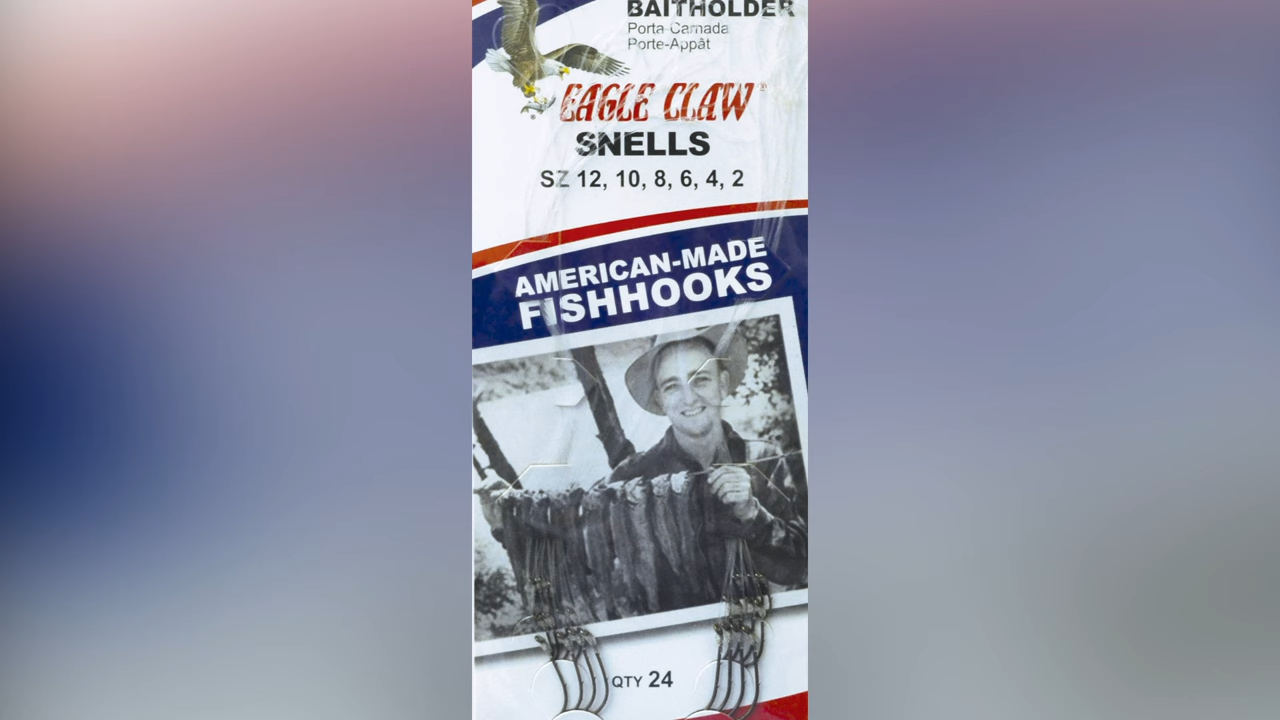 BAITHOLDER
Porta-Carnada
Porte-Appât
EAGLE CLAW®
SNELLS
SZ 12, 10, 8, 6, 4, 2
AMERICAN-MADE
FISHHOOKS
QTY 24